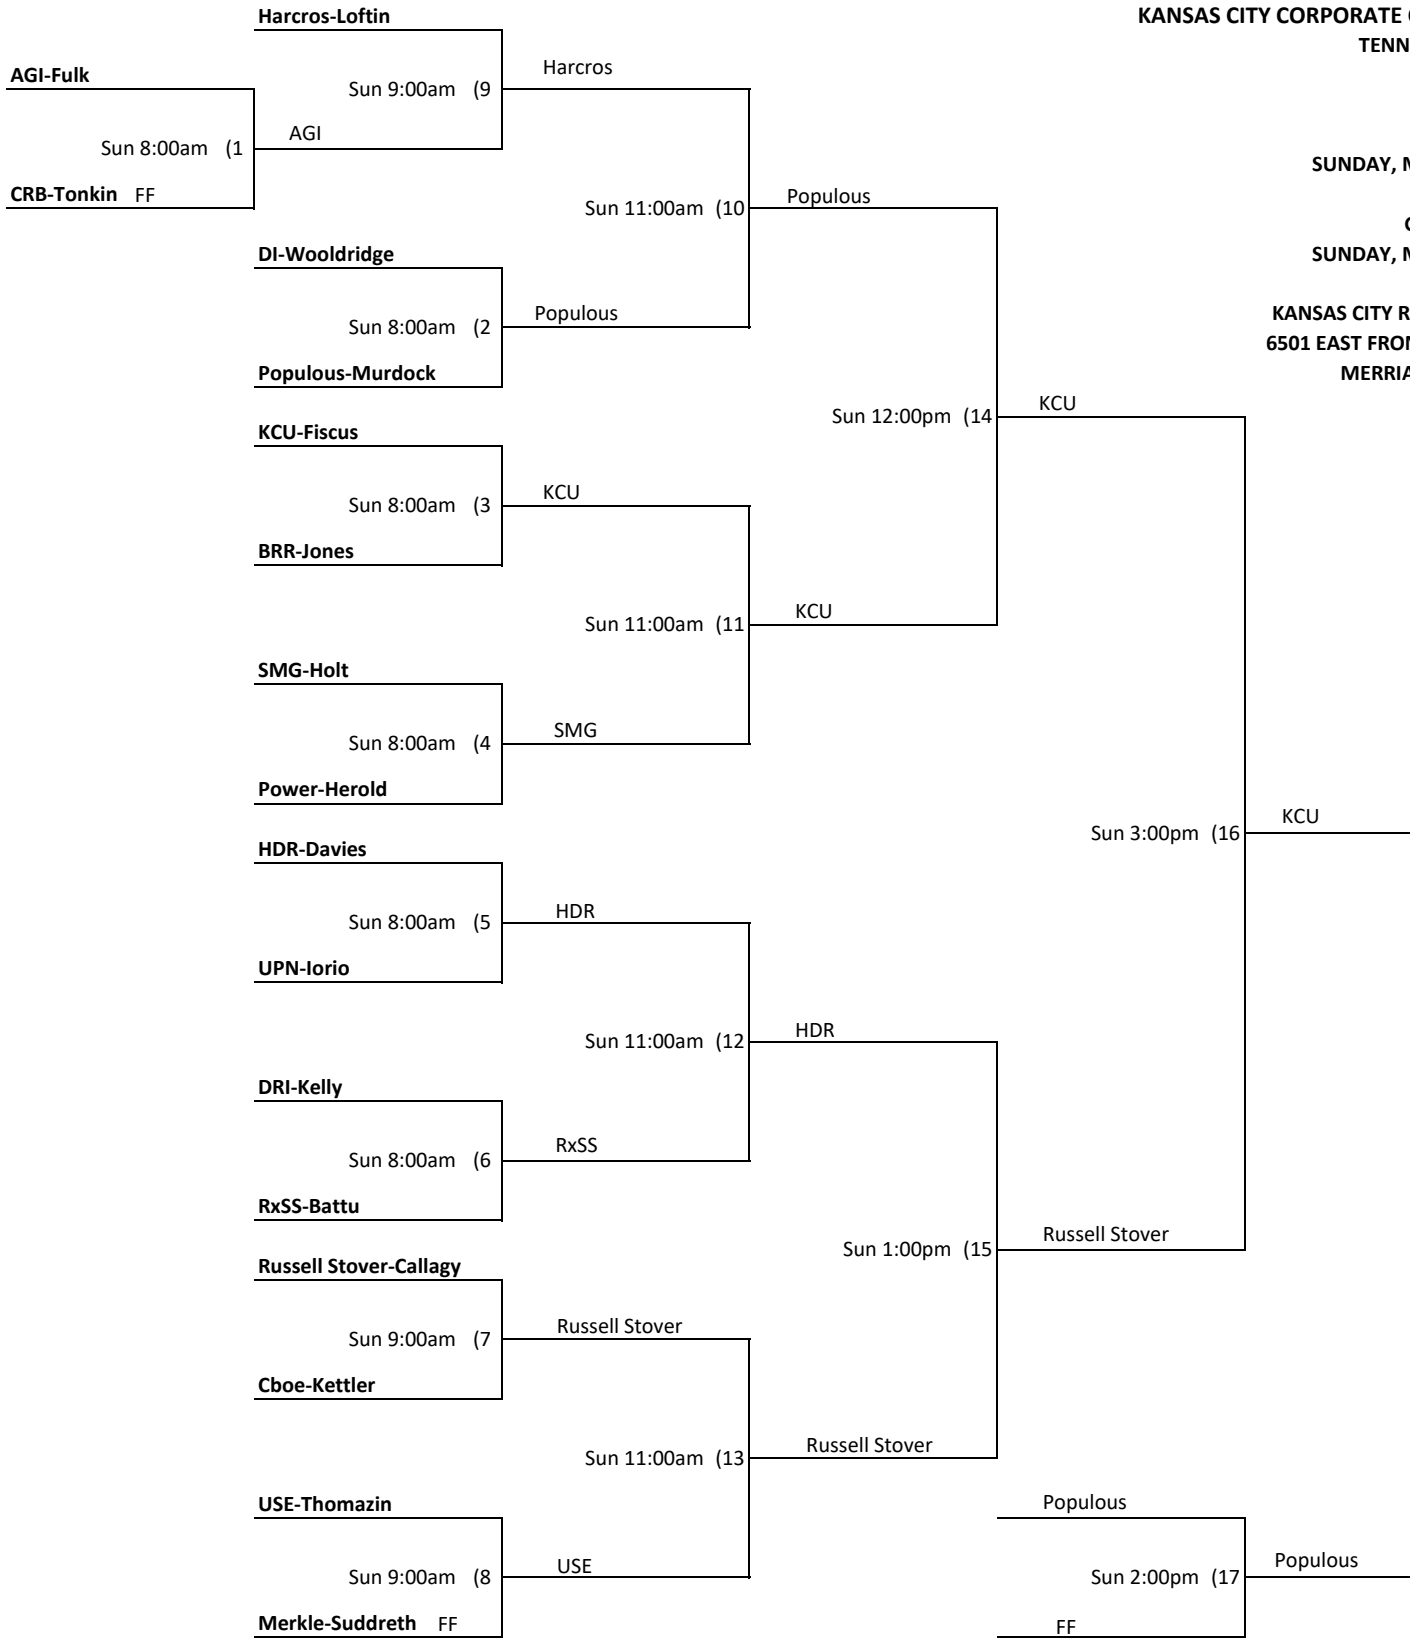 Harcros-Loftin
KANSAS CITY CORPORATE
TENN
Harcros
AGI-Fulk
Sun 9:00am (9
AGI
Sun 8:00am (1
SUNDAY, M
CRB-Tonkin FF
Populous
Sun 11:00am (10
DI-Wooldridge
SUNDAY, M
Populous
Sun 8:00am (2
KANSAS CITY R
6501 EAST FRON
Populous-Murdock
MERRIA
KCU
Sun 12:00pm (14
KCU-Fiscus
KCU
Sun 8:00am (3
BRR-Jones
KCU
Sun 11:00am (11
SMG-Holt
SMG
Sun 8:00am (4
Power-Herold
KCU
Sun 3:00pm (16
HDR-Davies
HDR
Sun 8:00am (5
UPN-Iorio
HDR
Sun 11:00am (12
DRI-Kelly
RxSS
Sun 8:00am (6
RxSS-Battu
Russell Stover
Sun 1:00pm (15
Russell Stover-Callagy
Russell Stover
Sun 9:00am (7
Cboe-Kettler
Russell Stover
Sun 11:00am (13
USE-Thomazin
Populous
USE
Populous
Sun 9:00am (8
Sun 2:00pm (17
Merkle-Suddreth FF
FF